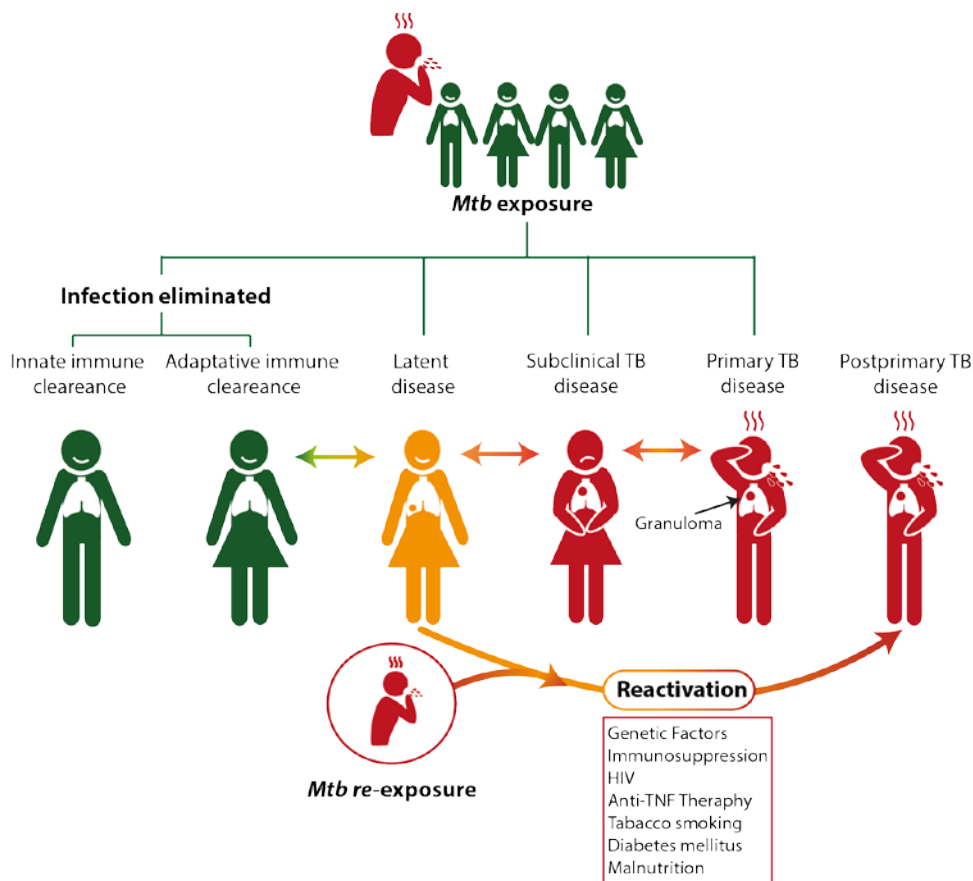 Mtb exposure
Infection eliminated
Innate immune
cleareance
Adaptative immune
cleareance
Latent
disease
Subclinical TB
disease
Primary TB
disease
Postprimary TB
disease
Granuloma
Mtb re-exposure
Reactivation
Genetic Factors
Immunosuppression
HIV
Anti-TNF Theraphy
Tabacco smoking
Diabetes mellitus
Malnutrition